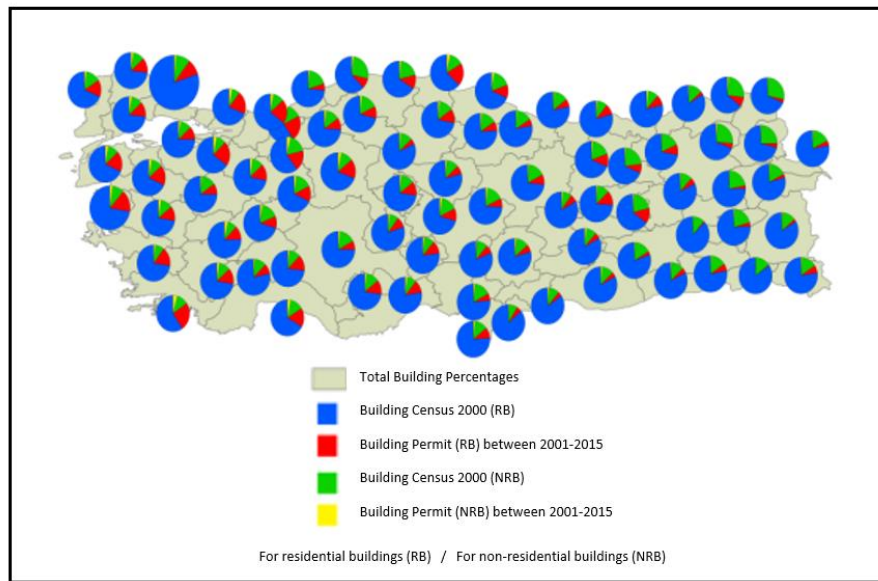 Total Building Percentages
Building Census 2000 (RB)
Building Permit (RB) between 2001-2015
Building Census 2000 (NRB)
Building Permit (NRB) between 2001-2015
For residential buildings (RB) / For non-residential buildings (NRB)